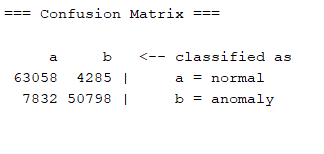 === Confusion Matrix ===
a b <-- classified as
63058 4285 | a = normal
7832 50798 | b = anomaly